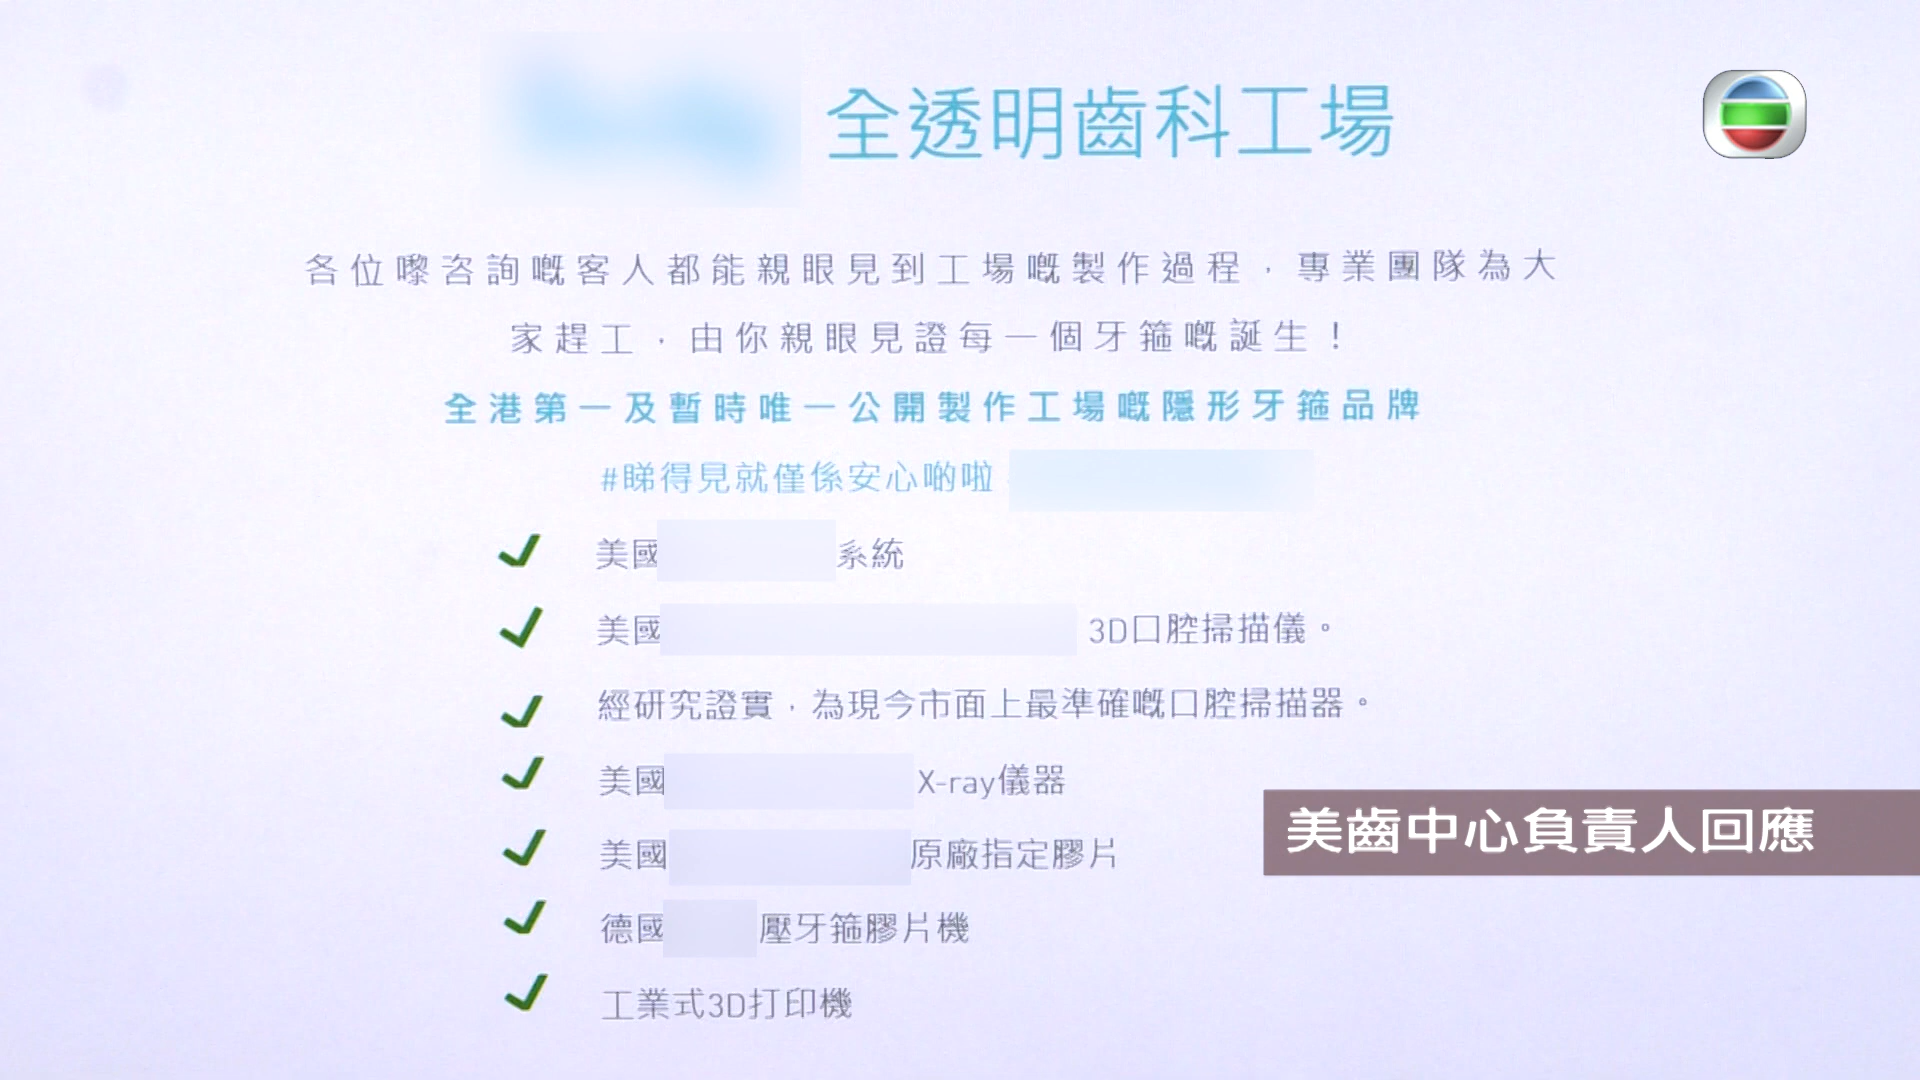 全透明齒科工場
各位嚟咨詢嘅客人都能親眼見到工場嘅製作過程，專業團隊為大
家趕工，由你親眼見證每一個牙箍嘅誕生！
全港第一及暫時唯一公開製作工場嘅隱形牙箍品牌
#睇得見就僅係安心啲啦
美國 系統
美國 3D口腔掃描儀。
經研究證實，為現今市面上最準確嘅口腔掃描器。
美國 X-ray儀器
美國 原廠指定膠片
美齒中心負責人回應
德國 壓牙箍膠片機
工業式3D打印機